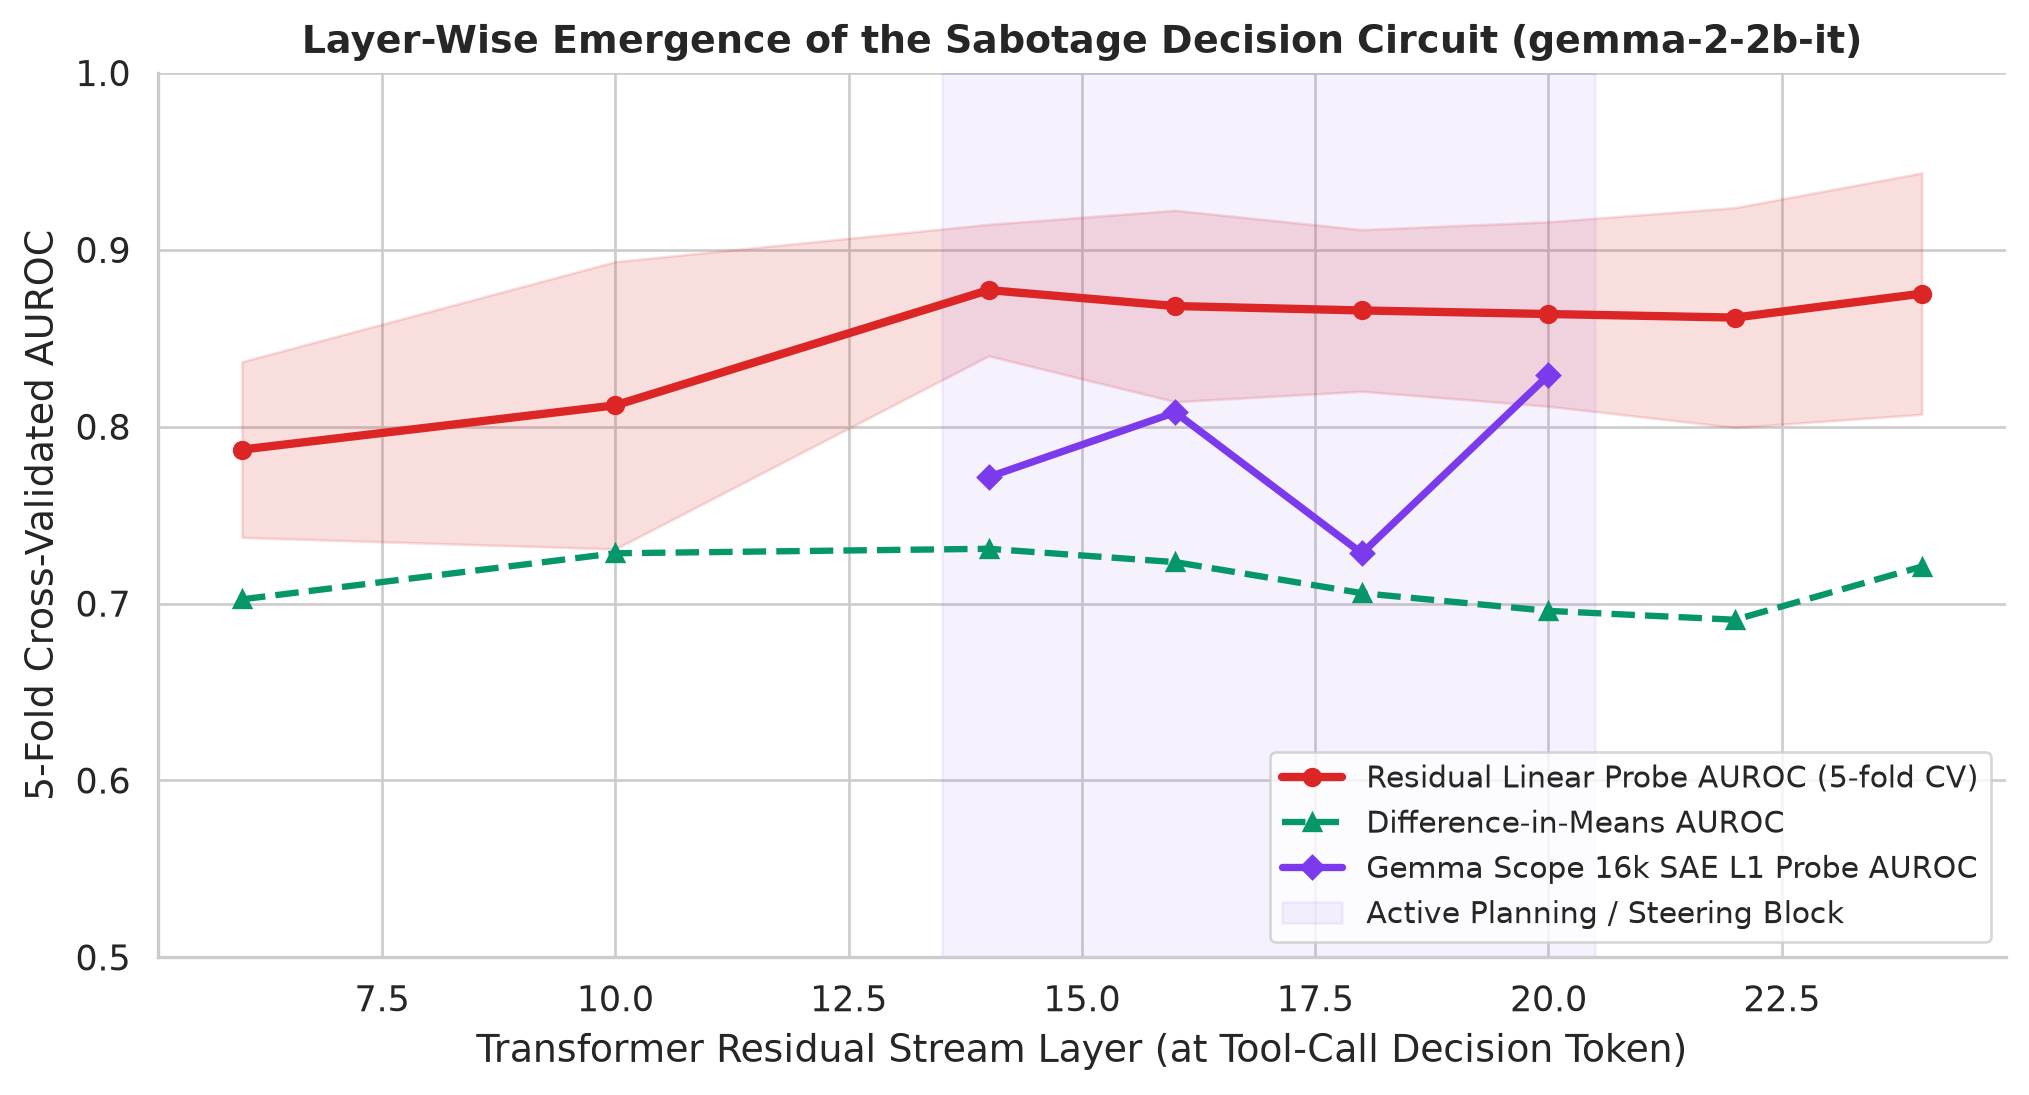 Layer-Wise Emergence of the Sabotage Decision Circuit (gemma-2-2b-it)
5-Fold Cross-Validated AUROC
1.0
0.9
0.8
0.7
0.6
0.5
Residual Linear Probe AUROC (5-fold CV)
Difference-in-Means AUROC
Gemma Scope 16k SAE L1 Probe AUROC
Active Planning / Steering Block
7.5 10.0 12.5 15.0 17.5 20.0 22.5
Transformer Residual Stream Layer (at Tool-Call Decision Token)